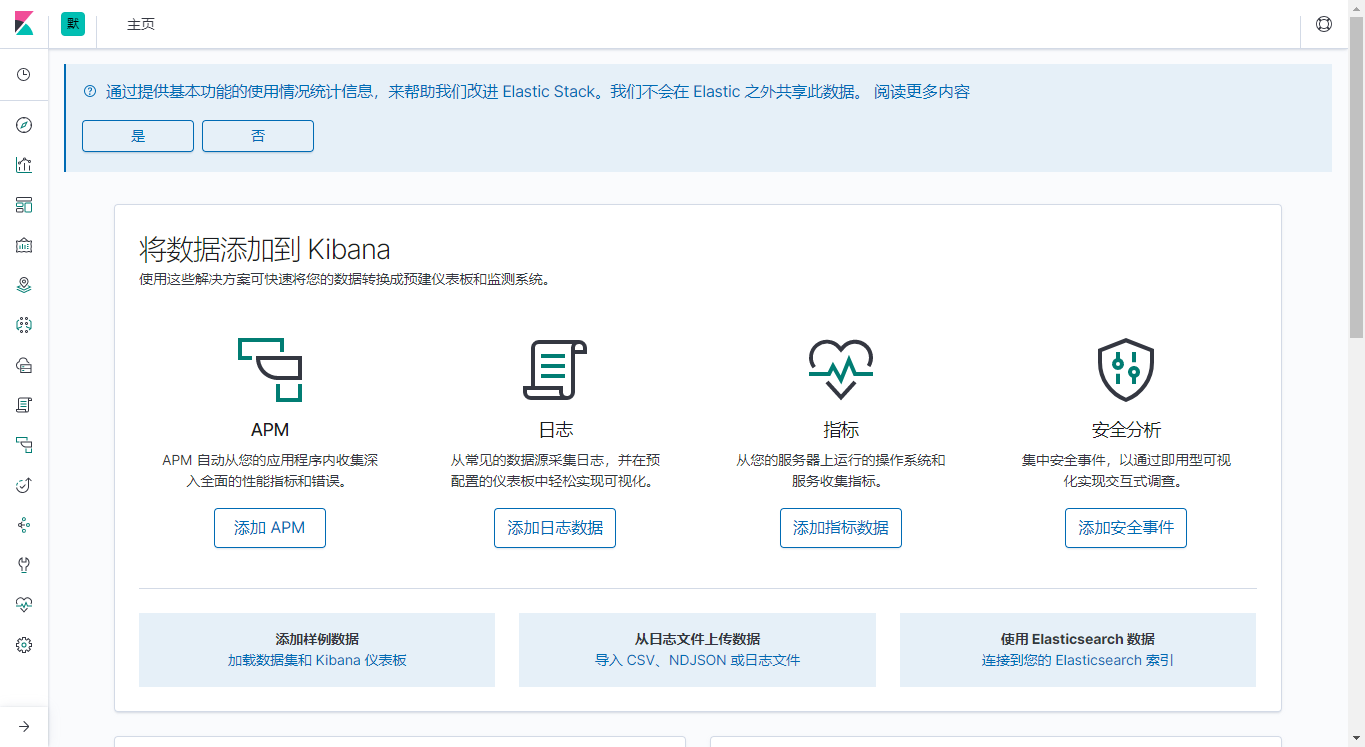 默 主页
通过提供基本功能的使用情况统计信息，来帮助我们改进 Elastic Stack。我们不会在 Elastic 之外共享此数据。 阅读更多内容
是 否
将数据添加到 Kibana
使用这些解决方案可快速将您的数据转换成预建仪表板和监测系统。
APM
APM 自动从您的应用程序内收集深
入全面的性能指标和错误。
添加 APM
日志
从常见的数据源采集日志，并在预
配置的仪表板中轻松实现可视化。
添加日志数据
指标
从您的服务器上运行的操作系统和
服务收集指标。
添加指标数据
安全分析
集中安全事件，以通过即用型可视
化实现交互式调查。
添加安全事件
添加样例数据
加载数据集和 Kibana 仪表板
从日志文件上传数据
导入 CSV、NDJSON 或日志文件
使用 Elasticsearch 数据
连接到您的 Elasticsearch 索引